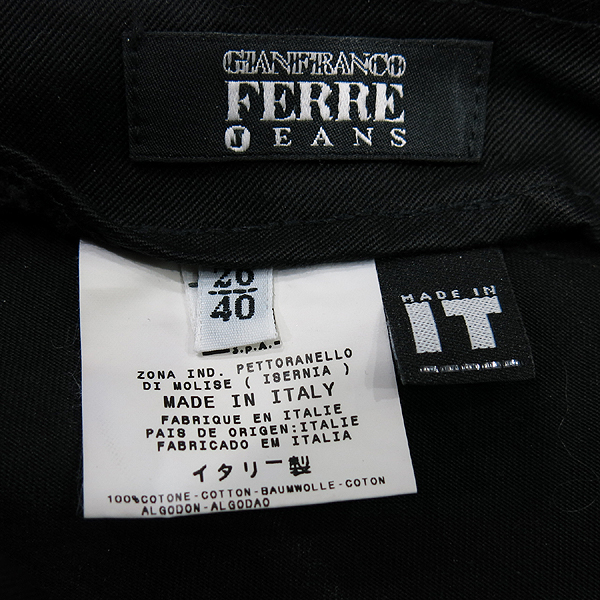 GIANFRANCO
FERRE
J EANS
26
40
S.P.A.
ZONA IND. PETTORANELLO
DI MOLISE ( ISERNIA )
MADE IN ITALY
FABRIQUE EN ITALIE
PAIS DE ORIGEN:ITALIE
FABRICADO EM ITALIA
イタリー製
100%COTONE-COTTON-BAUMWOLLE-COTON
ALGODON-ALGODAO
MADE IN
IT